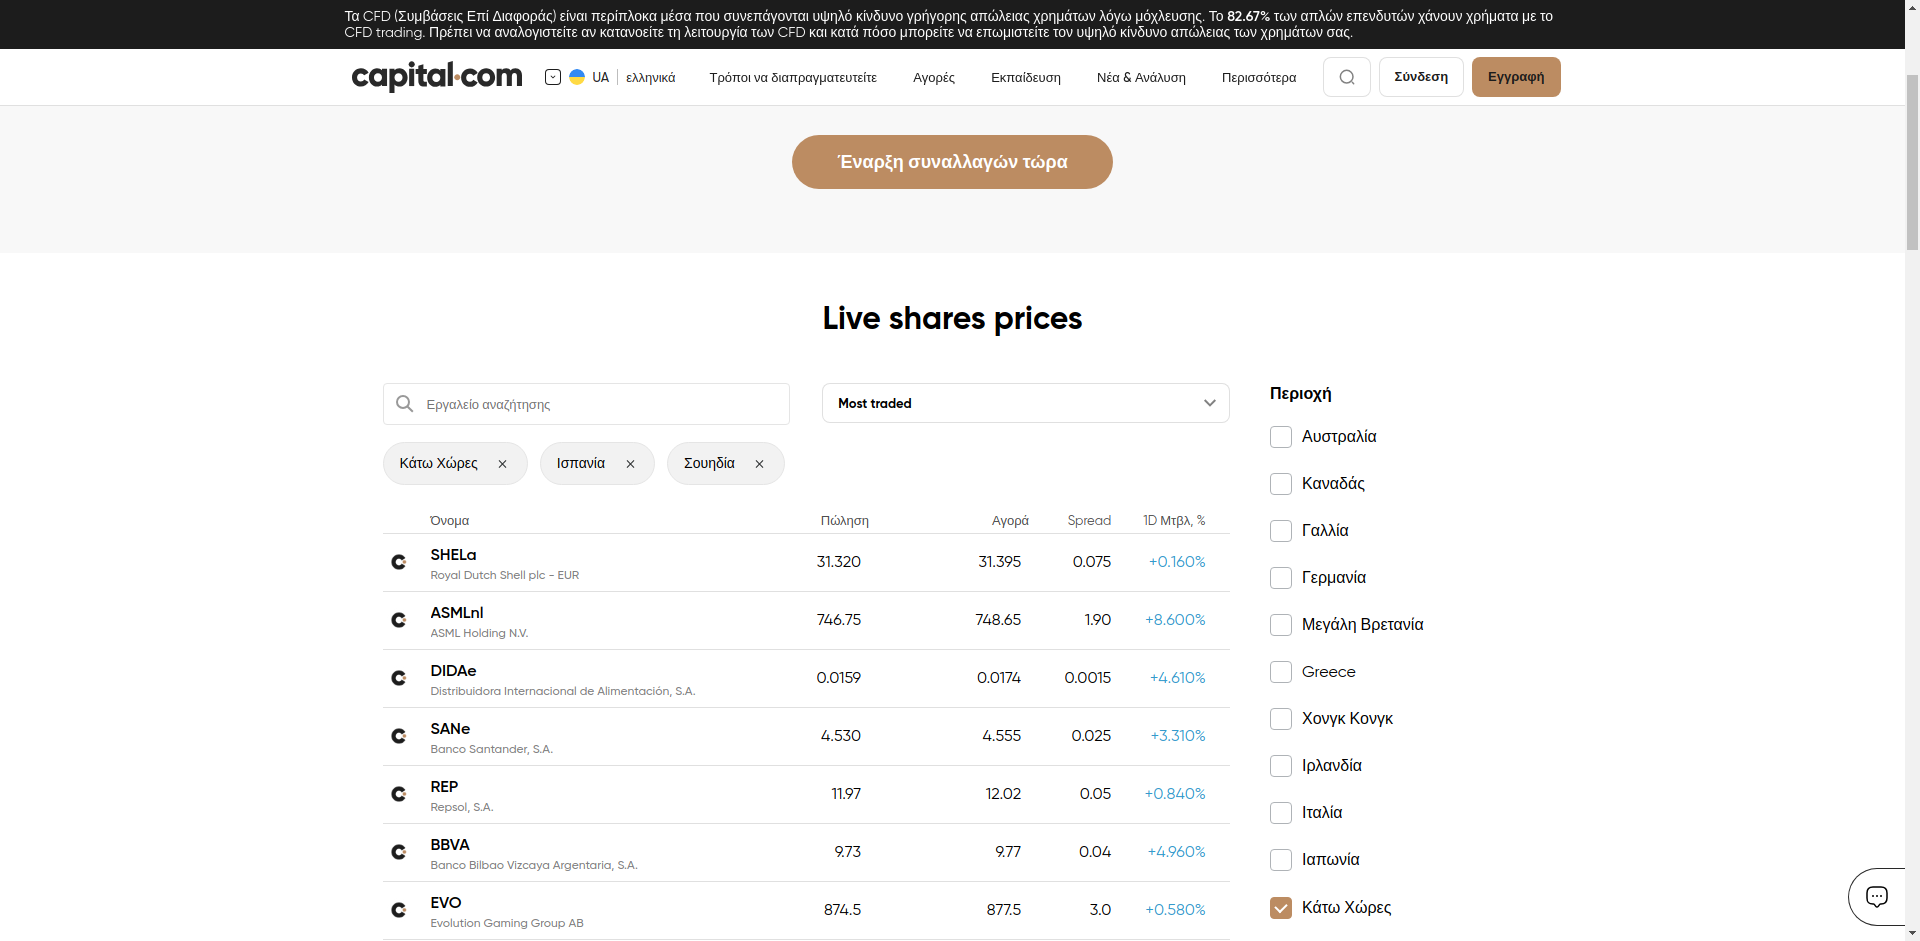 Τα CFD (Συμβάσεις Επί Διαφοράς) είναι περίπλοκα μέσα που συνεπάγονται υψηλό κίνδυνο γρήγορης απώλειας χρημάτων λόγω μόχλευσης. Το 82.67% των απλών επενδυτών χάνουν χρήματα με το
CFD trading. Πρέπει να αναλογιστείτε αν κατανοείτε τη λειτουργία των CFD και κατά πόσο μπορείτε να επωμιστείτε τον υψηλό κίνδυνο απώλειας των χρημάτων σας.
capital.com UA ελληνικά Τρόποι να διαπραγματευτείτε Αγορές Εκπαίδευση Νέα & Ανάλυση Περισσότερα Σύνδεση Εγγραφή
Έναρξη συναλλαγών τώρα
Live shares prices
Εργαλείο αναζήτησης
Most traded
Κάτω Χώρες Ισπανία Σουηδία
Όνομα Πώληση Αγορά Spread 1D Μτβλ, %
SHELa 31.320 31.395 0.075 +0.160%
Royal Dutch Shell plc - EUR
ASMLnl 746.75 748.65 1.90 +8.600%
ASML Holding N.V.
DIDAe 0.0159 0.0174 0.0015 +4.610%
Distribuidora Internacional de Alimentación, S.A.
SANe 4.530 4.555 0.025 +3.310%
Banco Santander, S.A.
REP 11.97 12.02 0.05 +0.840%
Repsol, S.A.
BBVA 9.73 9.77 0.04 +4.960%
Banco Bilbao Vizcaya Argentaria, S.A.
EVO 874.5 877.5 3.0 +0.580%
Evolution Gaming Group AB
Περιοχή
Αυστραλία
Καναδάς
Γαλλία
Γερμανία
Μεγάλη Βρετανία
Greece
Χονγκ Κονγκ
Ιρλανδία
Ιταλία
Ιαπωνία
Κάτω Χώρες